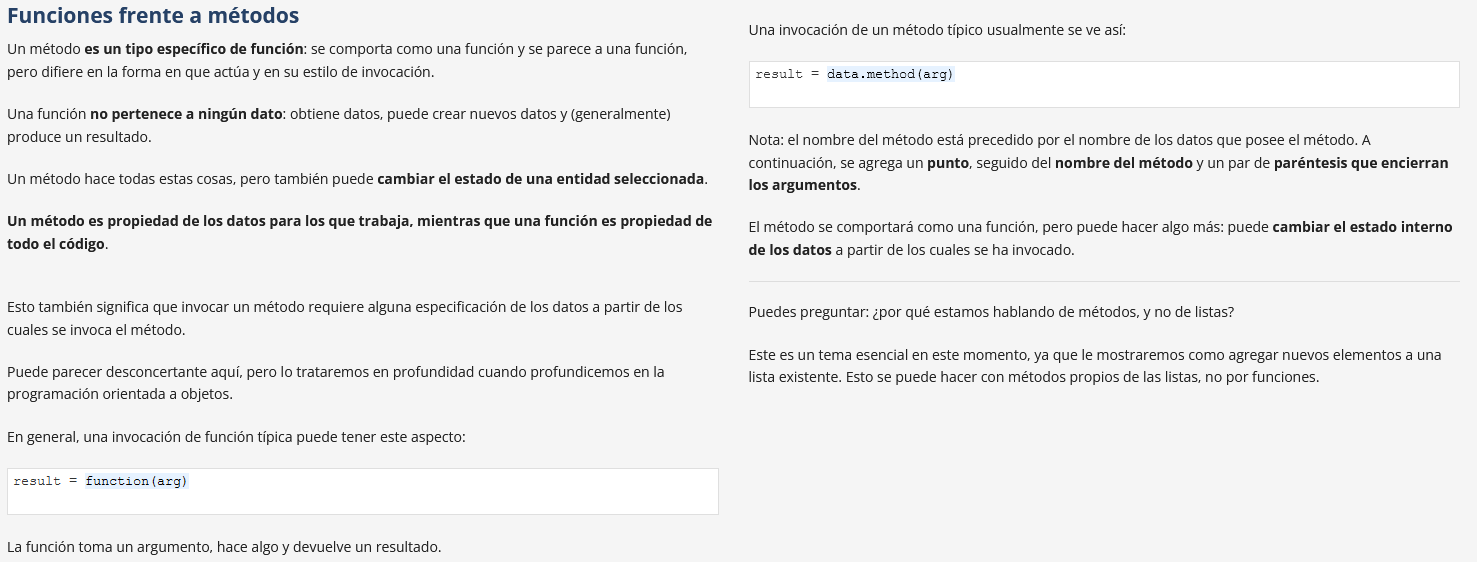 Funciones frente a métodos
Un método es un tipo específico de función: se comporta como una función y se parece a una función,
pero difiere en la forma en que actúa y en su estilo de invocación.
Una función no pertenece a ningún dato: obtiene datos, puede crear nuevos datos y (generalmente)
produce un resultado.
Un método hace todas estas cosas, pero también puede cambiar el estado de una entidad seleccionada.
Un método es propiedad de los datos para los que trabaja, mientras que una función es propiedad de
todo el código.
Esto también significa que invocar un método requiere alguna especificación de los datos a partir de los
cuales se invoca el método.
Puede parecer desconcertante aquí, pero lo trataremos en profundidad cuando profundicemos en la
programación orientada a objetos.
En general, una invocación de función típica puede tener este aspecto:
result = function(arg)
La función toma un argumento, hace algo y devuelve un resultado.
Una invocación de un método típico usualmente se ve así:
result = data.method(arg)
Nota: el nombre del método está precedido por el nombre de los datos que posee el método. A
continuación, se agrega un punto, seguido del nombre del método y un par de paréntesis que encierran
los argumentos.
El método se comportará como una función, pero puede hacer algo más: puede cambiar el estado interno
de los datos a partir de los cuales se ha invocado.
Puedes preguntar: ¿por qué estamos hablando de métodos, y no de listas?
Este es un tema esencial en este momento, ya que le mostraremos como agregar nuevos elementos a una
lista existente. Esto se puede hacer con métodos propios de las listas, no por funciones.